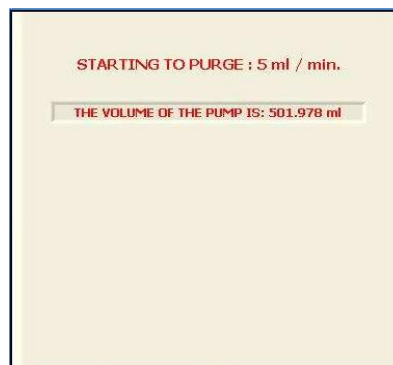 STARTING TO PURGE : 5 ml / min.
THE VOLUME OF THE PUMP IS: 501.978 ml